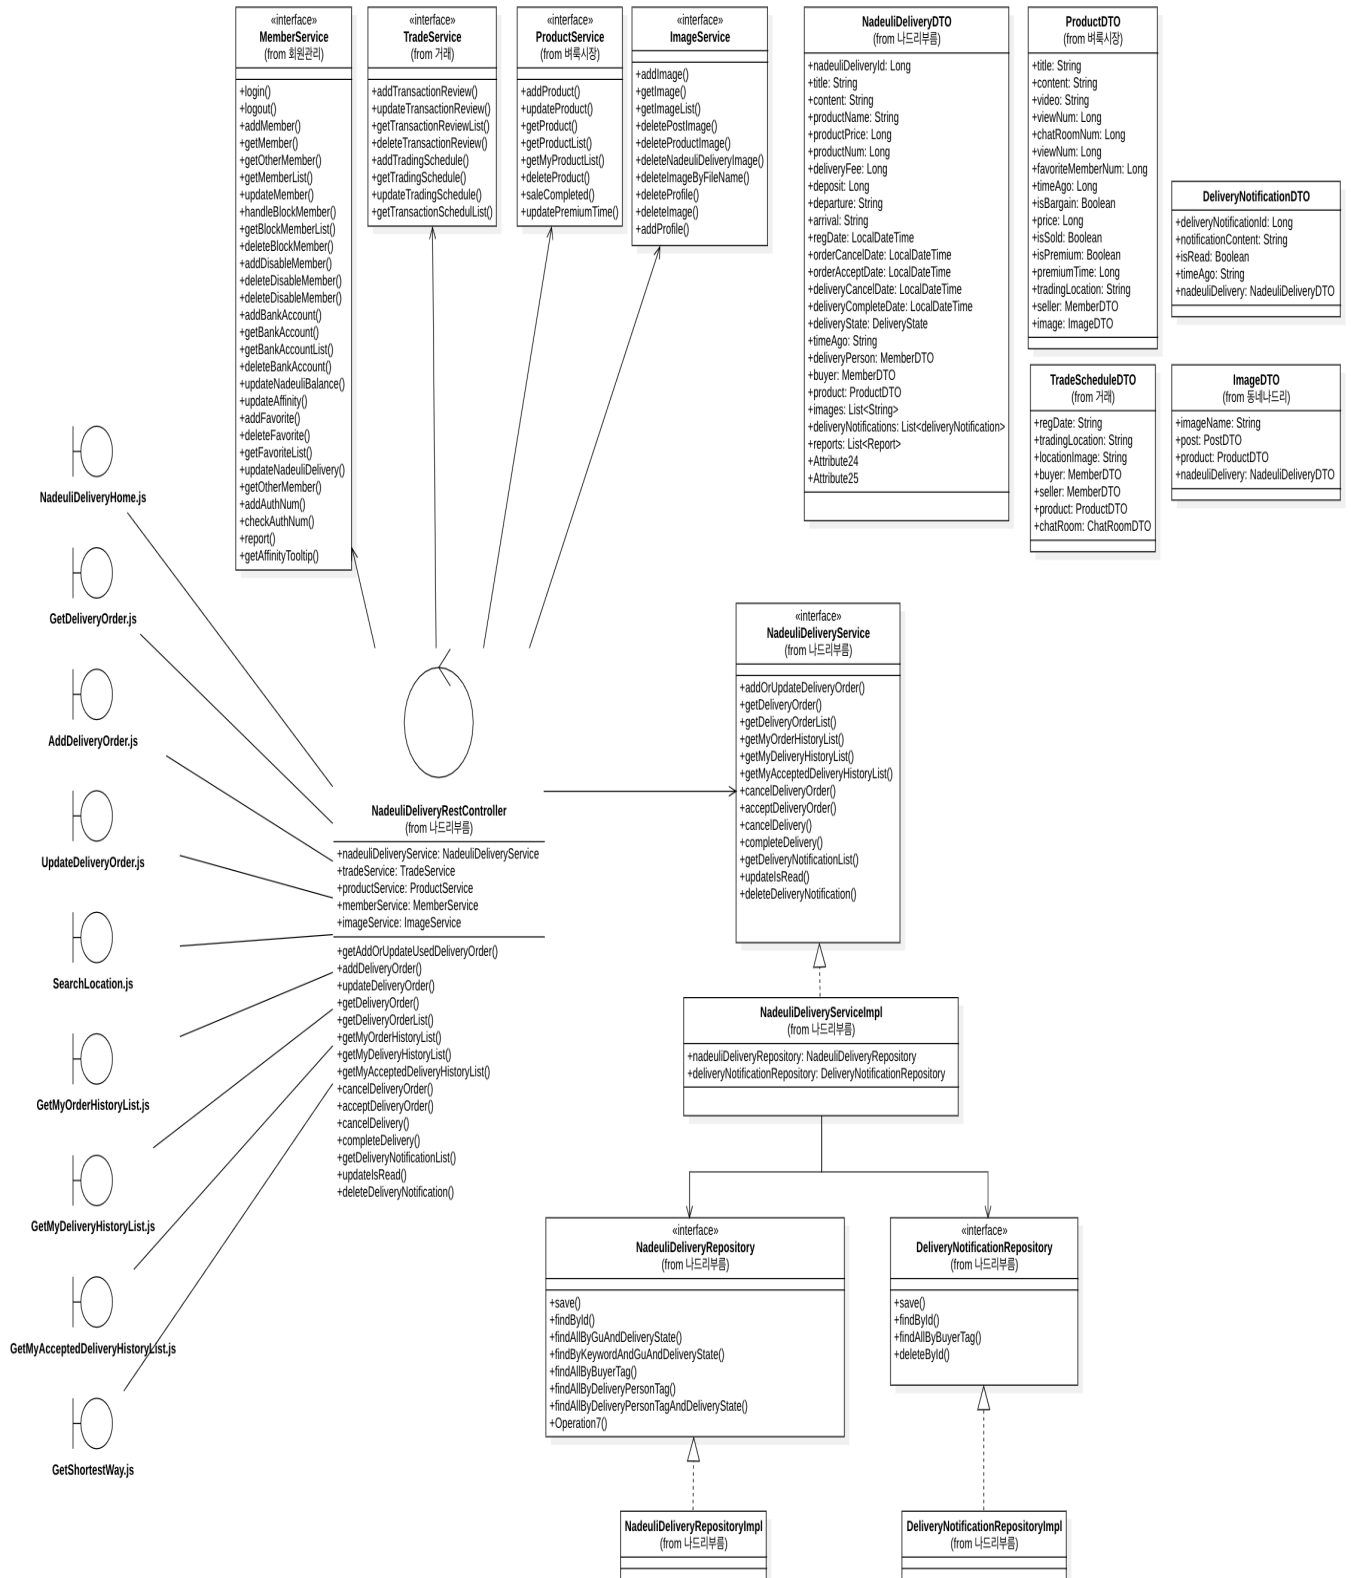 «interface»
MemberService
(from 회원관리)
+login()
+logout()
+addMember()
+getMember()
+getOtherMember()
+getMemberList()
+updateMember()
+handleBlockMember()
+getBlockMemberList()
+deleteBlockMember()
+addDisableMember()
+deleteDisableMember()
+deleteDisableMember()
+addBankAccount()
+getBankAccount()
+getBankAccountList()
+deleteBankAccount()
+updateNadeuliBalance()
+updateAffinity()
+addFavorite()
+deleteFavorite()
+getFavoriteList()
+updateNadeuliDelivery()
+getOtherMember()
+addAuthNum()
+checkAuthNum()
+report()
+getAffinityTooltip()
«interface»
TradeService
(from 거래)
+addTransactionReview()
+updateTransactionReview()
+getTransactionReviewList()
+deleteTransactionReview()
+addTradingSchedule()
+getTradingSchedule()
+updateTradingSchedule()
+getTransactionSchedulList()
«interface»
ProductService
(from 벼룩시장)
+addProduct()
+updateProduct()
+getProduct()
+getProductList()
+getMyProductList()
+deleteProduct()
+saleCompleted()
+updatePremiumTime()
«interface»
ImageService
+addImage()
+getImage()
+getImageList()
+deletePostImage()
+deleteProductImage()
+deleteNadeuliDeliveryImage()
+deleteImageByFileName()
+deleteProfile()
+deleteImage()
+addProfile()
NadeuliDeliveryDTO
(from 나드리부름)
+nadeuliDeliveryId: Long
+title: String
+content: String
+productName: String
+productPrice: Long
+productNum: Long
+deliveryFee: Long
+deposit: Long
+departure: String
+arrival: String
+regDate: LocalDateTime
+orderCancelDate: LocalDateTime
+orderAcceptDate: LocalDateTime
+deliveryCancelDate: LocalDateTime
+deliveryCompleteDate: LocalDateTime
+deliveryState: DeliveryState
+timeAgo: String
+deliveryPerson: MemberDTO
+buyer: MemberDTO
+product: ProductDTO
+images: List<String>
+deliveryNotifications: List<deliveryNotification>
+reports: List<Report>
+Attribute24
+Attribute25
ProductDTO
(from 벼룩시장)
+title: String
+content: String
+video: String
+viewNum: Long
+chatRoomNum: Long
+viewNum: Long
+favoriteMemberNum: Long
+timeAgo: Long
+isBargain: Boolean
+price: Long
+isSold: Boolean
+isPremium: Boolean
+premiumTime: Long
+tradingLocation: String
+seller: MemberDTO
+image: ImageDTO
DeliveryNotificationDTO
+deliveryNotificationId: Long
+notificationContent: String
+isRead: Boolean
+timeAgo: String
+nadeuliDelivery: NadeuliDeliveryDTO
TradeScheduleDTO
(from 거래)
+regDate: String
+tradingLocation: String
+locationImage: String
+buyer: MemberDTO
+seller: MemberDTO
+product: ProductDTO
+chatRoom: ChatRoomDTO
ImageDTO
(from 동네나드리)
+imageName: String
+post: PostDTO
+product: ProductDTO
+nadeuliDelivery: NadeuliDeliveryDTO
NadeuliDeliveryHome.js
GetDeliveryOrder.js
AddDeliveryOrder.js
UpdateDeliveryOrder.js
SearchLocation.js
GetMyOrderHistoryList.js
GetMyDeliveryHistoryList.js
GetMyAcceptedDeliveryHistoryList.js
GetShortestWay.js
NadeuliDeliveryRestController
(from 나드리부름)
+nadeuliDeliveryService: NadeuliDeliveryService
+tradeService: TradeService
+productService: ProductService
+memberService: MemberService
+imageService: ImageService
+getAddOrUpdateUsedDeliveryOrder()
+addDeliveryOrder()
+updateDeliveryOrder()
+getDeliveryOrder()
+getDeliveryOrderList()
+getMyOrderHistoryList()
+getMyDeliveryHistoryList()
+getMyAcceptedDeliveryHistoryList()
+cancelDeliveryOrder()
+acceptDeliveryOrder()
+cancelDelivery()
+completeDelivery()
+getDeliveryNotificationList()
+updateIsRead()
+deleteDeliveryNotification()
«interface»
NadeuliDeliveryService
(from 나드리부름)
+addOrUpdateDeliveryOrder()
+getDeliveryOrder()
+getDeliveryOrderList()
+getMyOrderHistoryList()
+getMyDeliveryHistoryList()
+getMyAcceptedDeliveryHistoryList()
+cancelDeliveryOrder()
+acceptDeliveryOrder()
+cancelDelivery()
+completeDelivery()
+getDeliveryNotificationList()
+updateIsRead()
+deleteDeliveryNotification()
NadeuliDeliveryServiceImpl
(from 나드리부름)
+nadeuliDeliveryRepository: NadeuliDeliveryRepository
+deliveryNotificationRepository: DeliveryNotificationRepository
«interface»
NadeuliDeliveryRepository
(from 나드리부름)
+save()
+findById()
+findAllByGuAndDeliveryState()
+findByKeywordAndGuAndDeliveryState()
+findAllByBuyerTag()
+findAllByDeliveryPersonTag()
+findAllByDeliveryPersonTagAndDeliveryState()
+Operation7()
«interface»
DeliveryNotificationRepository
(from 나드리부름)
+save()
+findById()
+findAllByBuyerTag()
+deleteById()
NadeuliDeliveryRepositoryImpl
(from 나드리부름)
DeliveryNotificationRepositoryImpl
(from 나드리부름)